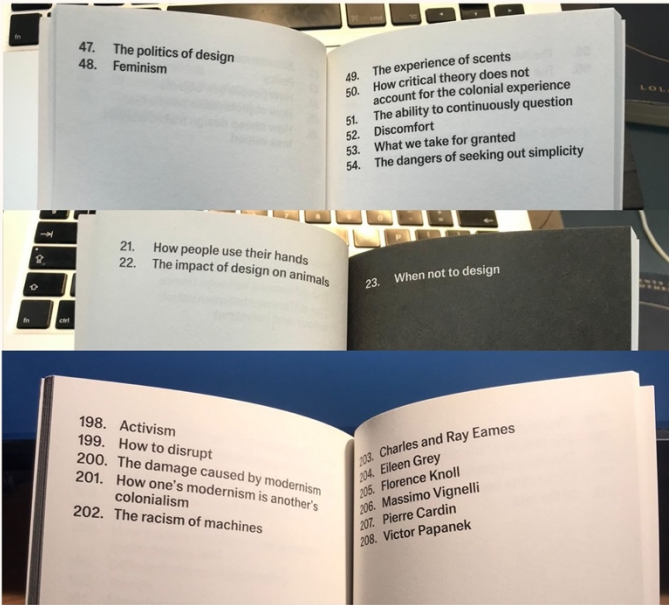 47. The politics of design
48. Feminism
49. The experience of scents
50. How critical theory does not
account for the colonial experience
51. The ability to continuously question
52. Discomfort
53. What we take for granted
54. The dangers of seeking out simplicity
21. How people use their hands
22. The impact of design on animals
23. When not to design
fn
ctrl
198. Activism
199. How to disrupt
200. The damage caused by modernism
201. How one's modernism is another's
colonialism
202. The racism of machines
203. Charles and Ray Eames
204. Eileen Grey
205. Florence Knoll
206. Massimo Vignelli
207. Pierre Cardin
208. Victor Papanek